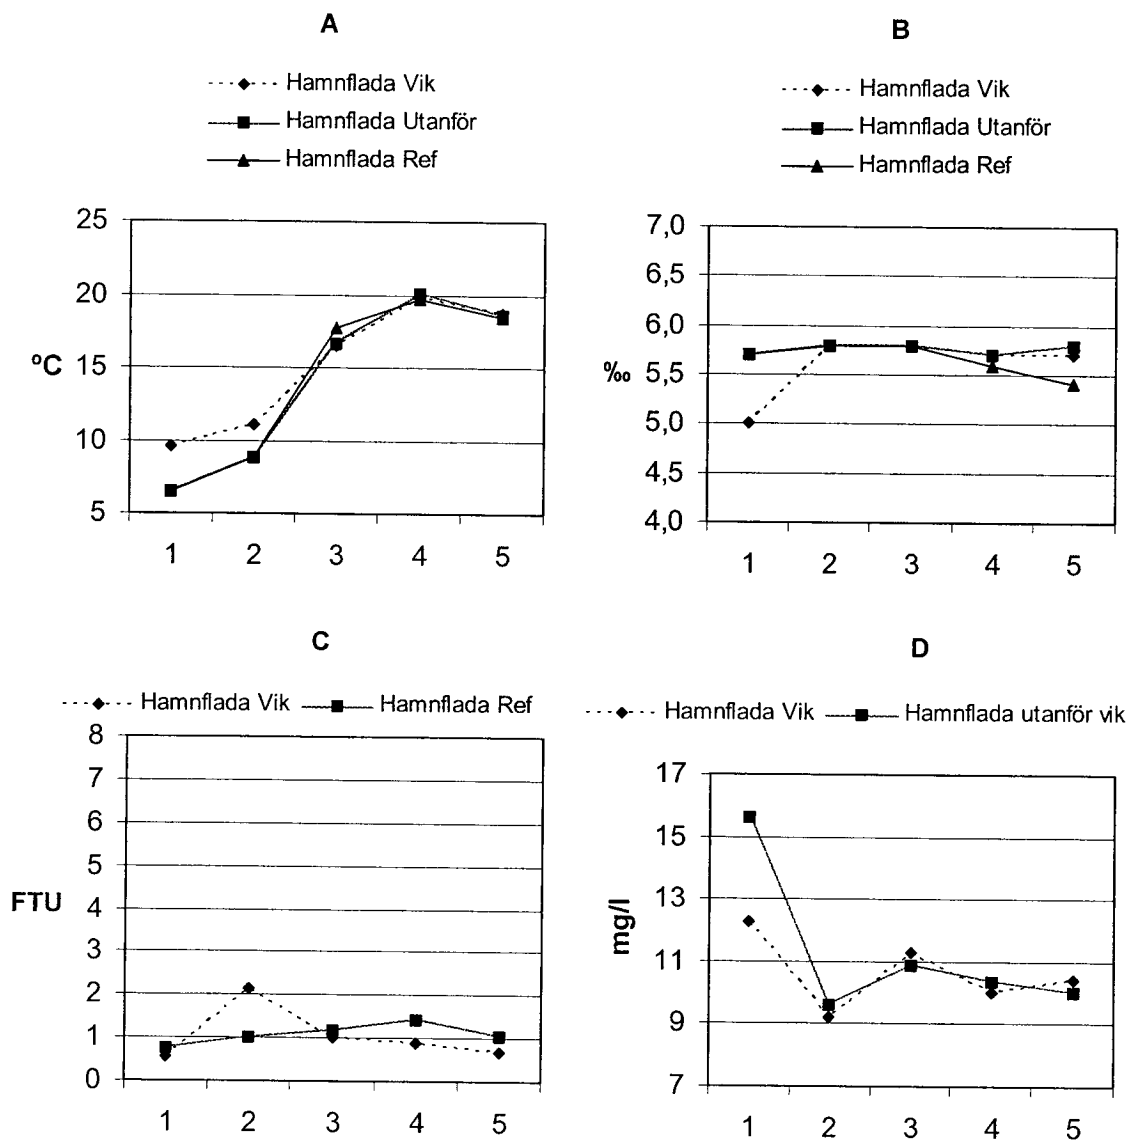 A
Hamnflada Vik
Hamnflada Utanför
Hamnflada Ref
25
20
15
10
5
ºC
1 2 3 4 5
B
Hamnflada Vik
Hamnflada Utanför
Hamnflada Ref
7,0
6,5
6,0
5,5
5,0
4,5
4,0
‰
1 2 3 4 5
C
Hamnflada Vik Hamnflada Ref
8
7
6
5
4
3
2
1
0
FTU
1 2 3 4 5
D
Hamnflada Vik Hamnflada utanför vik
17
15
13
11
9
7
mg/l
1 2 3 4 5